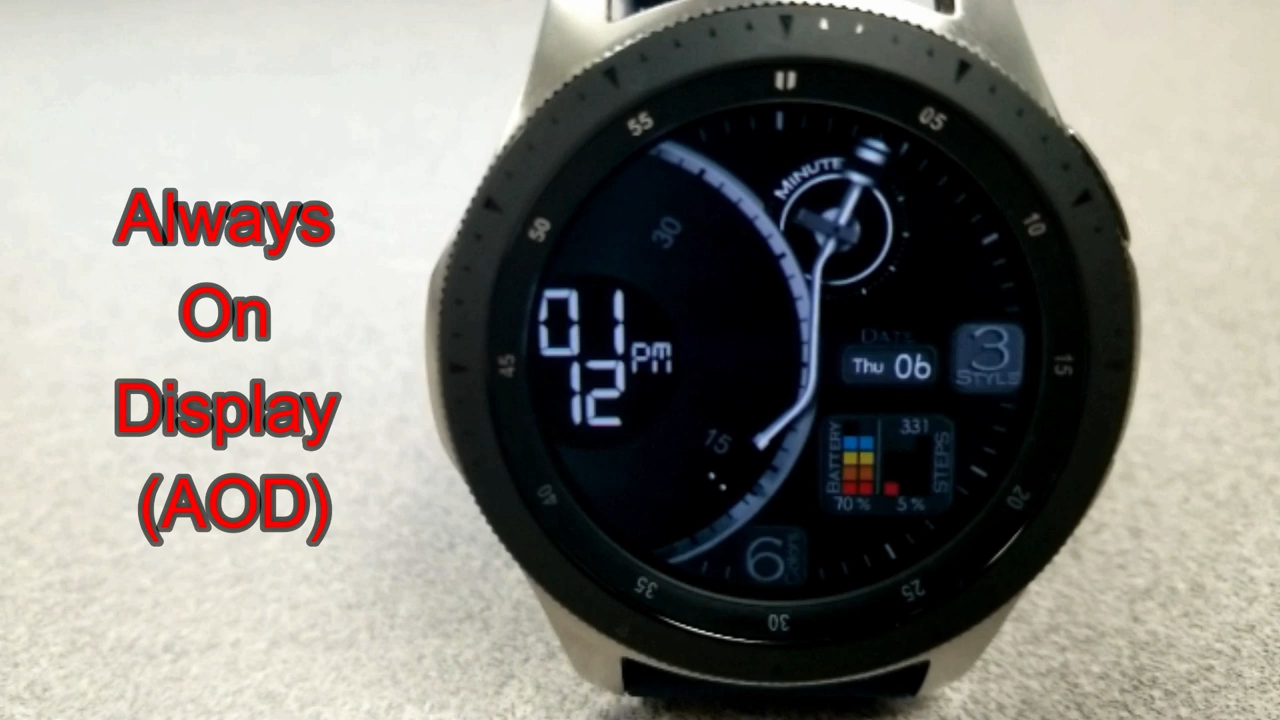 Always
On
Display
(AOD)
55
05
50
10
45
15
40
20
35
25
30
MINUTE
30
01
12
pm
15
DATE
Thu 06
3
STYLE
BATTERY
331
STEPS
70 %
5 %
6
Colors